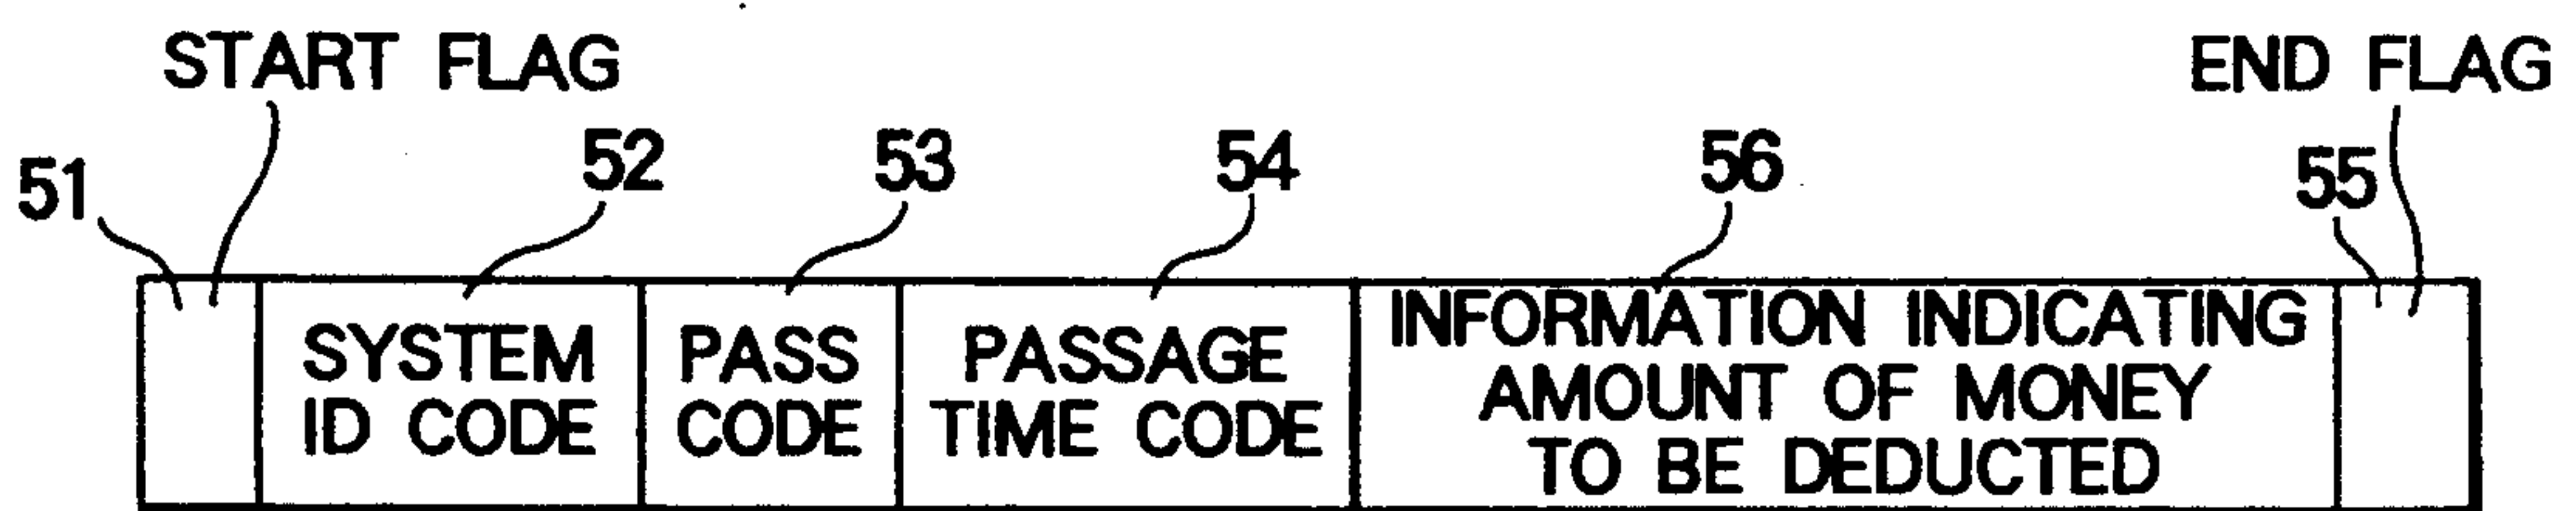 START FLAG
END FLAG
51
52
53
54
56
55
SYSTEM
ID CODE
PASS
CODE
PASSAGE
TIME CODE
INFORMATION INDICATING
AMOUNT OF MONEY
TO BE DEDUCTED